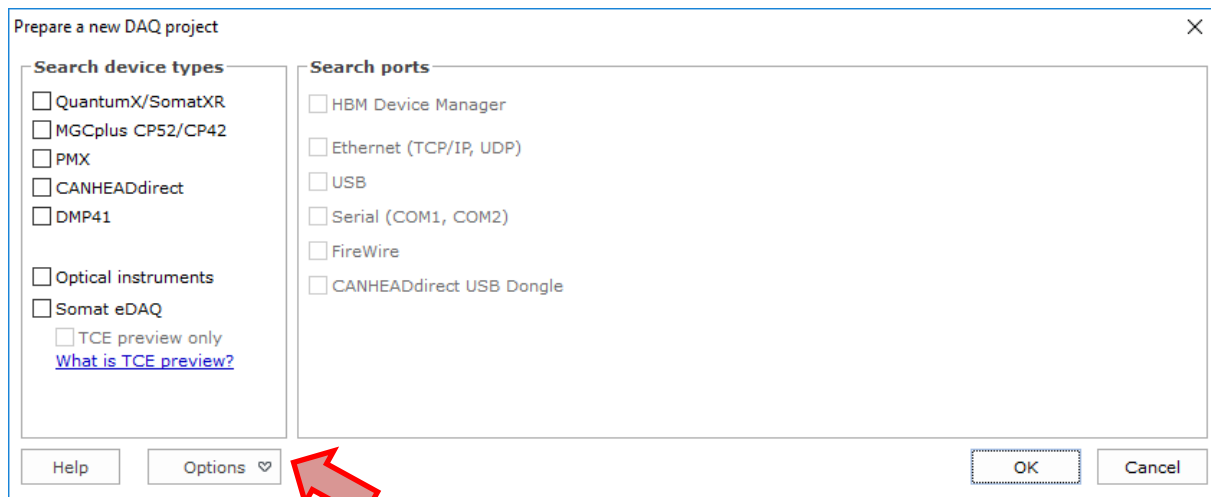 Prepare a new DAQ project
Search device types
QuantumX/SomatXR
MGCplus CP52/CP42
PMX
CANHEADdirect
DMP41
Optical instruments
Somat eDAQ
TCE preview only
What is TCE preview?
Search ports
HBM Device Manager
Ethernet (TCP/IP, UDP)
USB
Serial (COM1, COM2)
FireWire
CANHEADdirect USB Dongle
Help
Options
OK
Cancel